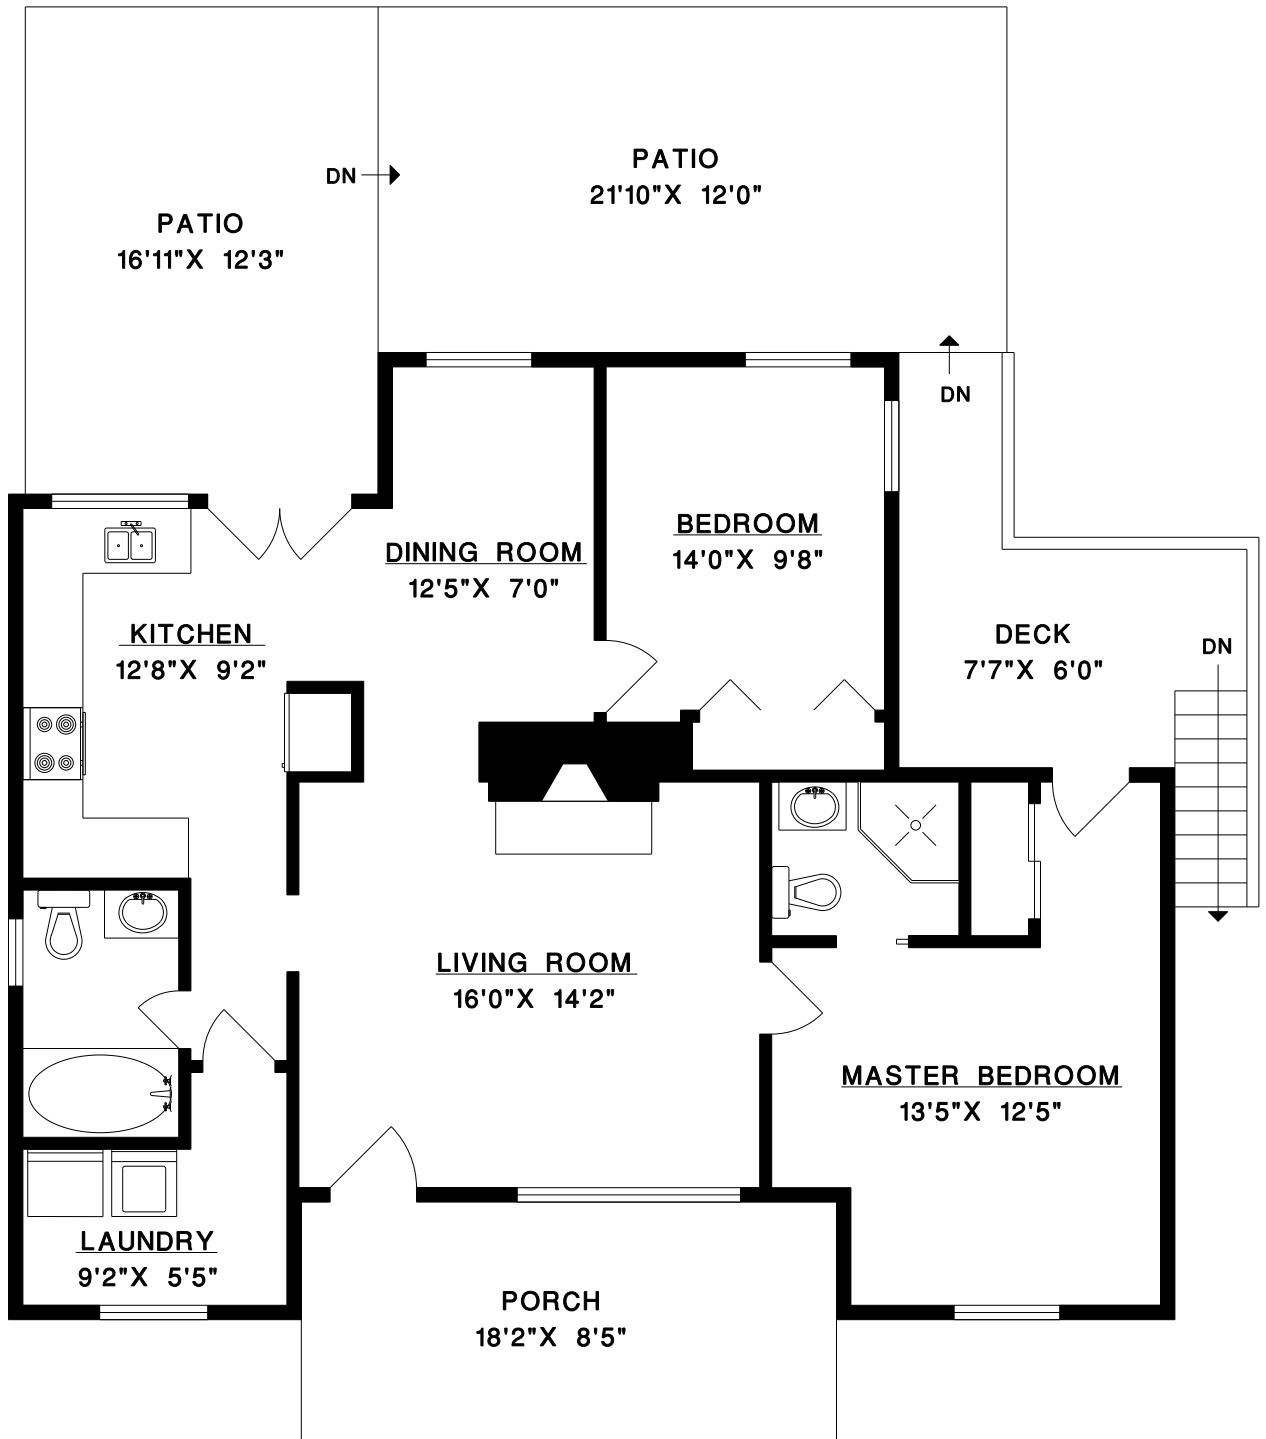 PATIO
21'10"X 12'0"
DN
PATIO
16'11"X 12'3"
DN
BEDROOM
14'0"X 9'8"
DINING ROOM
12'5"X 7'0"
KITCHEN
12'8"X 9'2"
DECK
7'7"X 6'0"
DN
LIVING ROOM
16'0"X 14'2"
MASTER BEDROOM
13'5"X 12'5"
LAUNDRY
9'2"X 5'5"
PORCH
18'2"X 8'5"